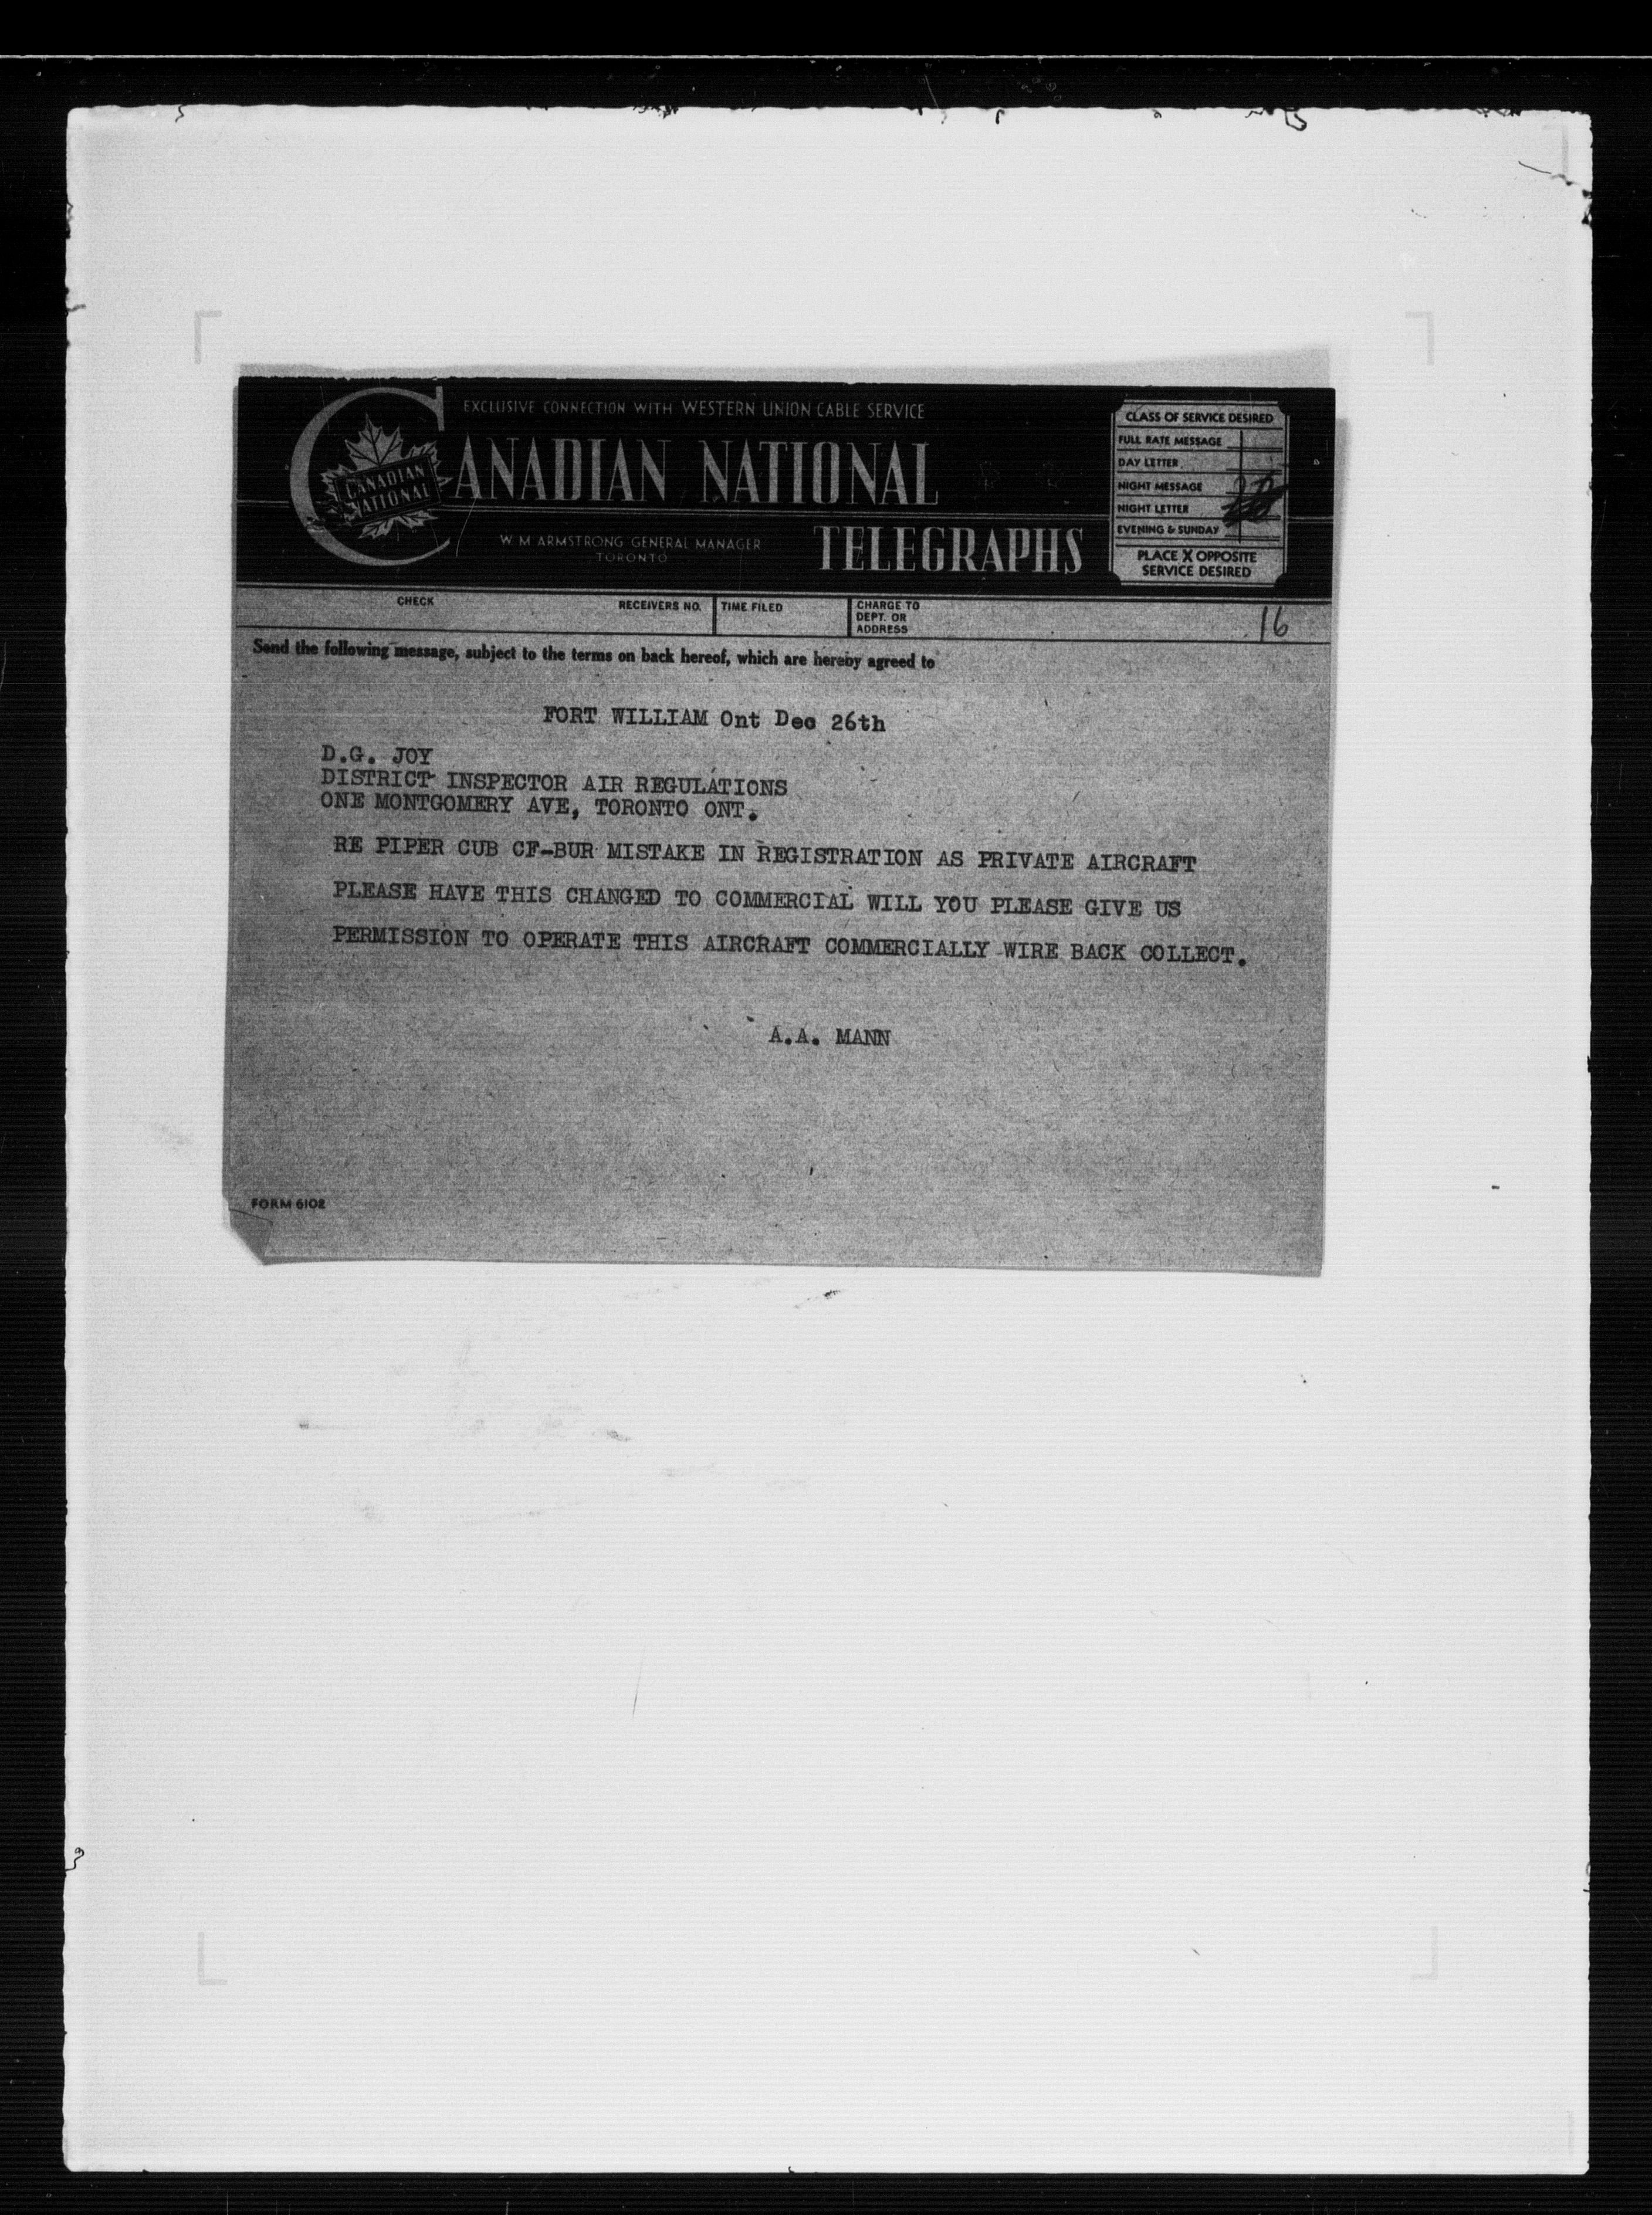 EXCLUSIVE CONNECTION WITH WESTERN UNION CABLE SERVICE
CANADIAN NATIONAL
CANADIAN NATIONAL
TELEGRAPHS
W. M. ARMSTRONG GENERAL MANAGER
TORONTO
CLASS OF SERVICE DESIRED
FULL RATE MESSAGE
DAY LETTER
NIGHT MESSAGE
NIGHT LETTER
EVENING & SUNDAY
PLACE X OPPOSITE
SERVICE DESIRED
CHECK
RECEIVERS NO.
TIME FILED
CHARGE TO
DEPT. OR
ADDRESS
16
Send the following message, subject to the terms on back hereof, which are hereby agreed to
FORT WILLIAM Ont Dec 26th
D.G. JOY
DISTRICT INSPECTOR AIR REGULATIONS
ONE MONTGOMERY AVE, TORONTO ONT.
RE PIPER CUB CF-BUR MISTAKE IN REGISTRATION AS PRIVATE AIRCRAFT
PLEASE HAVE THIS CHANGED TO COMMERCIAL WILL YOU PLEASE GIVE US
PERMISSION TO OPERATE THIS AIRCRAFT COMMERCIALLY WIRE BACK COLLECT.
A.A. MANN
FORM 6102